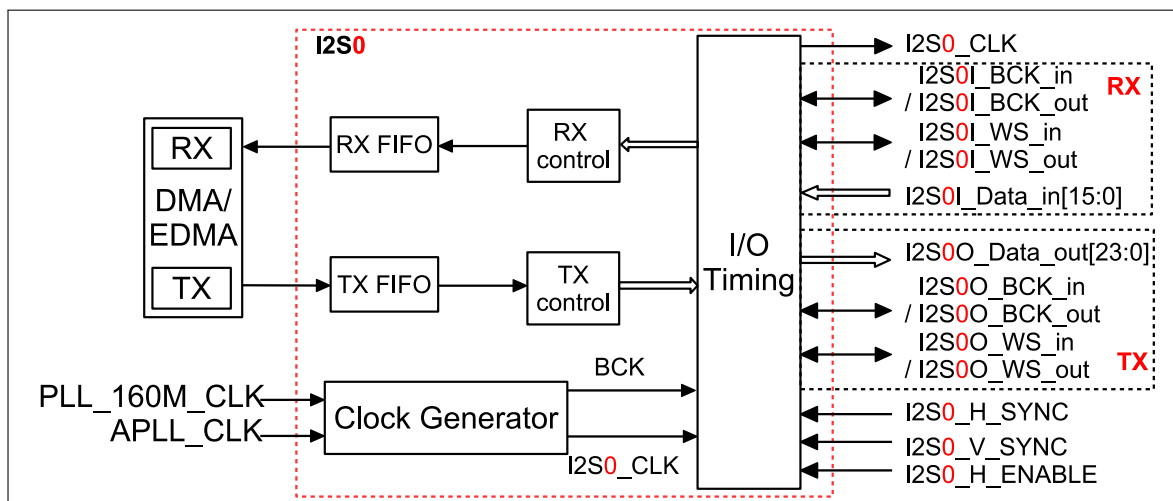 I2S0
I2S0_CLK
I2S0I_BCK_in
/ I2S0I_BCK_out
RX
I2S0I_WS_in
/ I2S0I_WS_out
I2S0I_Data_in[15:0]
RX
DMA/
EDMA
TX
RX FIFO
RX
control
TX FIFO
TX
control
I/O
Timing
I2S0O_Data_out[23:0]
I2S0O_BCK_in
/ I2S0O_BCK_out
I2S0O_WS_in
/ I2S0O_WS_out
TX
PLL_160M_CLK
APLL_CLK
Clock Generator
BCK
I2S0_CLK
I2S0_H_SYNC
I2S0_V_SYNC
I2S0_H_ENABLE